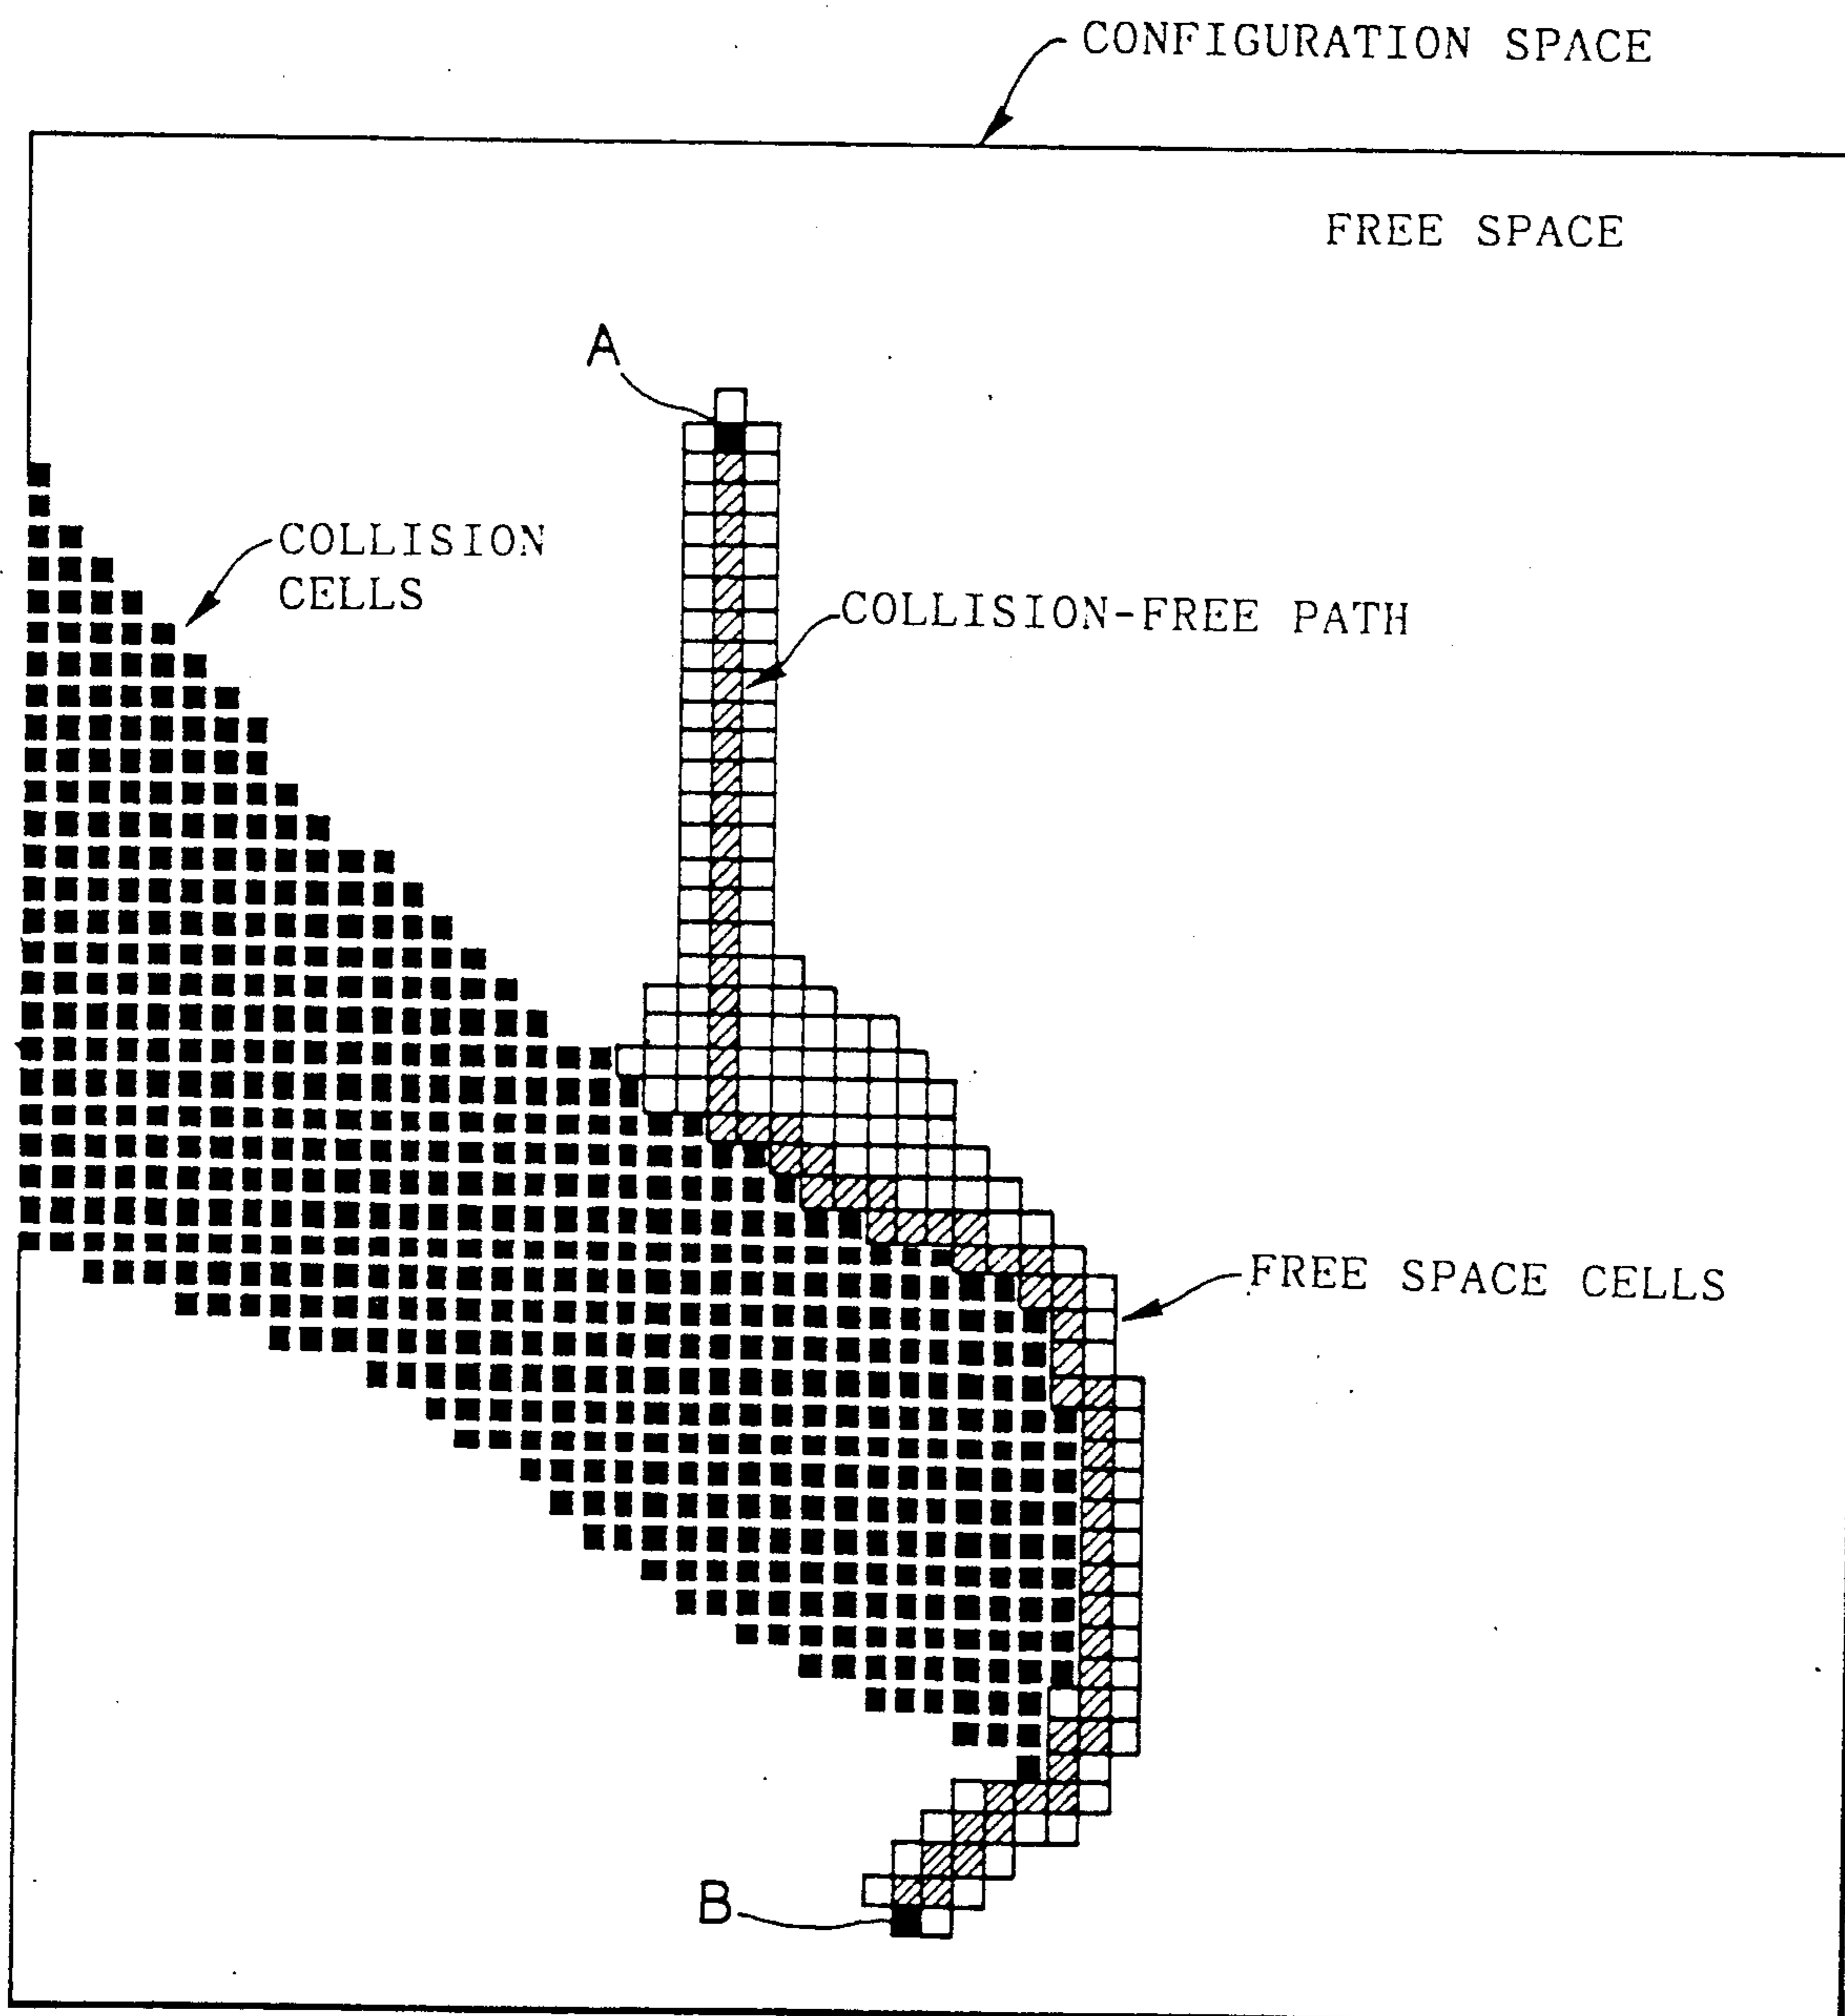 CONFIGURATION SPACE
FREE SPACE
A
COLLISION
CELLS
COLLISION-FREE PATH
FREE SPACE CELLS
B